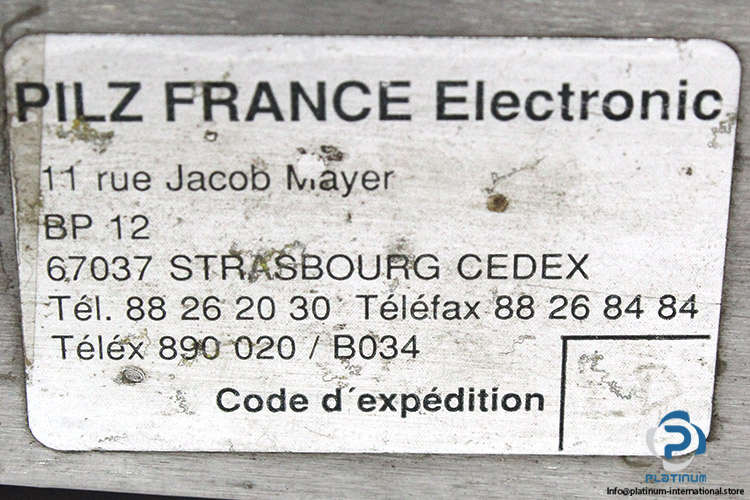 PILZ FRANCE Electronic
11 rue Jacob Mayer
BP 12
67037 STRASBOURG CEDEX
Tél. 88 26 20 30 Téléfax 88 26 84 84
Téléx 890 020 / B034
Code d'expédition
PLATINUM
Info@platinum-international.store